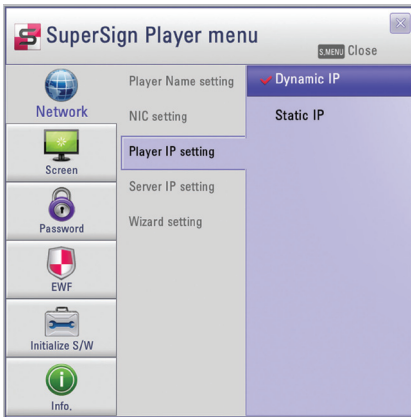 SuperSign Player menu
S.MENU Close
Network
Screen
Password
EWF
Initialize S/W
Info.
Player Name setting
NIC setting
Player IP setting
Server IP setting
Wizard setting
Dynamic IP
Static IP